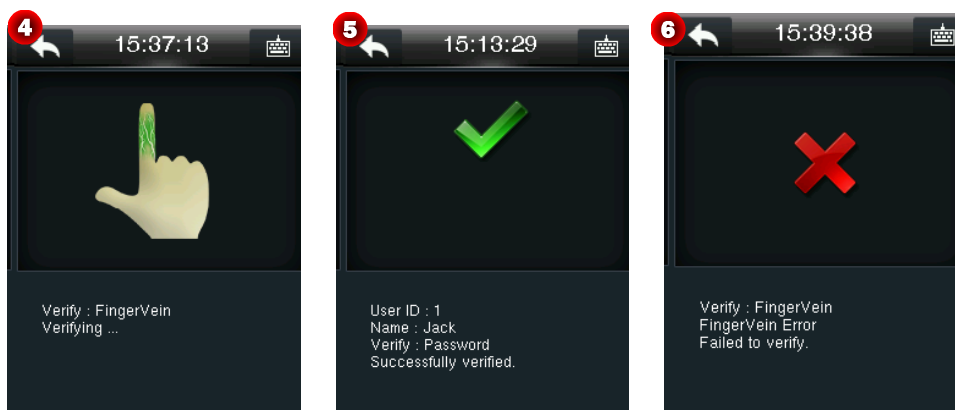 4
15:37:13
Verify : FingerVein
Verifying ...
5
15:13:29
User ID : 1
Name : Jack
Verify : Password
Successfully verified.
6
15:39:38
Verify : FingerVein
FingerVein Error
Failed to verify.